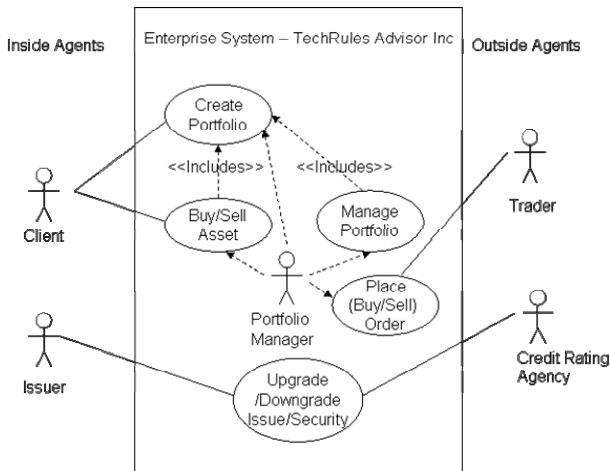 Inside Agents
Enterprise System – TechRules Advisor Inc
Outside Agents
Create
Portfolio
<<Includes>>
<<Includes>>
Client
Buy/Sell
Asset
Manage
Portfolio
Trader
Portfolio
Manager
Place
(Buy/Sell)
Order
Issuer
Upgrade
/Downgrade
Issue/Security
Credit Rating
Agency